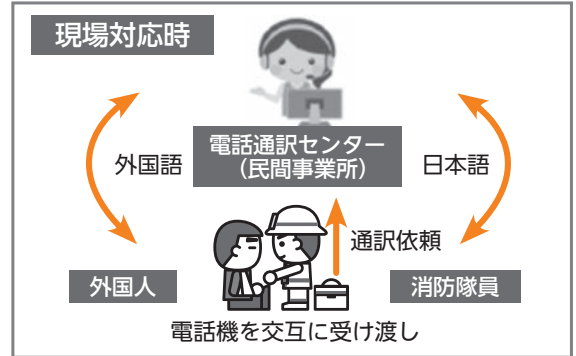 現場対応時
電話通訳センター
（民間事業所）
外国語
日本語
通訳依頼
外国人
消防隊員
電話機を交互に受け渡し